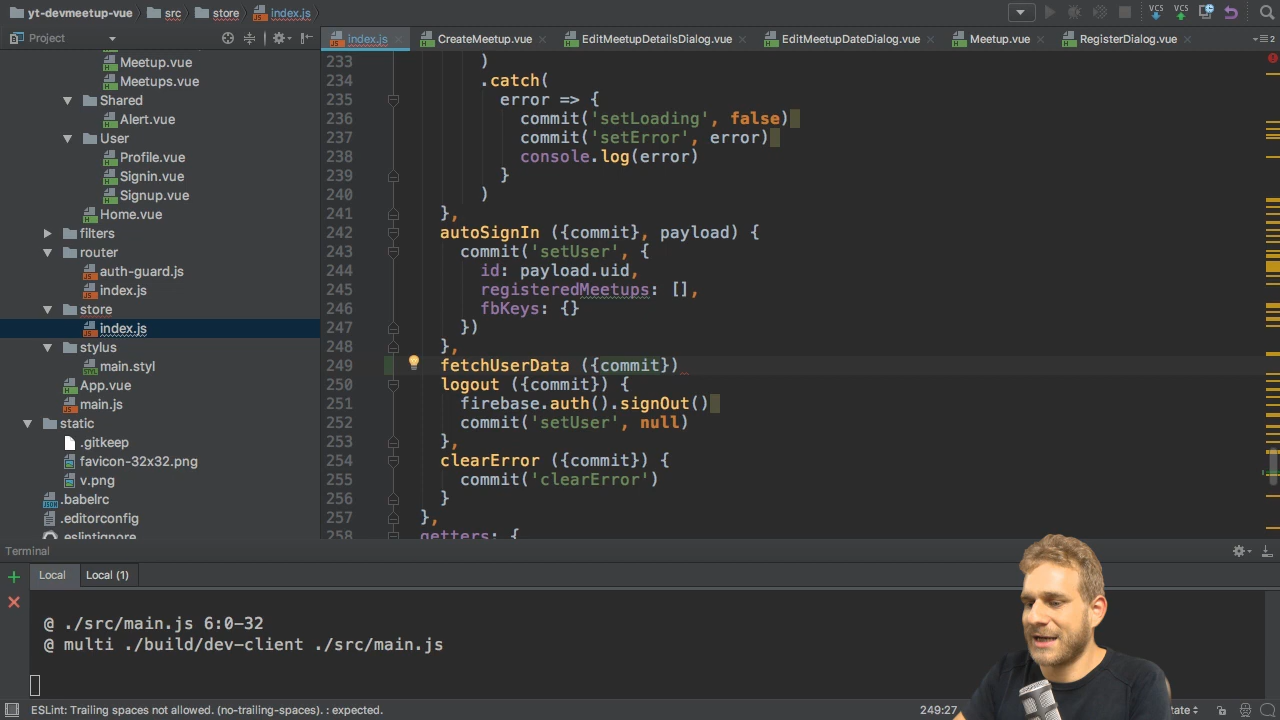 yt-devmeetup-vue src store index.js
VCS VCS
Project
index.js CreateMeetup.vue EditMeetupDetailsDialog.vue EditMeetupDateDialog.vue Meetup.vue RegisterDialog.vue 2
Meetup.vue
Meetups.vue
Shared
Alert.vue
User
Profile.vue
Signin.vue
Signup.vue
Home.vue
filters
router
auth-guard.js
index.js
store
index.js
stylus
main.styl
App.vue
main.js
static
.gitkeep
favicon-32x32.png
v.png
.babelrc
.editorconfig
.eslintignore
233 )
234 .catch(
235 error => {
236 commit('setLoading', false)
237 commit('setError', error)
238 console.log(error)
239 }
240 )
241 },
242 autoSignIn ({commit}, payload) {
243 commit('setUser', {
244 id: payload.uid,
245 registeredMeetups: [],
246 fbKeys: {}
247 })
248 },
249 fetchUserData ({commit})
250 logout ({commit}) {
251 firebase.auth().signOut()
252 commit('setUser', null)
253 },
254 clearError ({commit}) {
255 commit('clearError')
256 }
257 },
258 getters: {
Terminal
Local Local (1)
@ ./src/main.js 6:0-32
@ multi ./build/dev-client ./src/main.js
ESLint: Trailing spaces not allowed. (no-trailing-spaces). : expected.
249:27